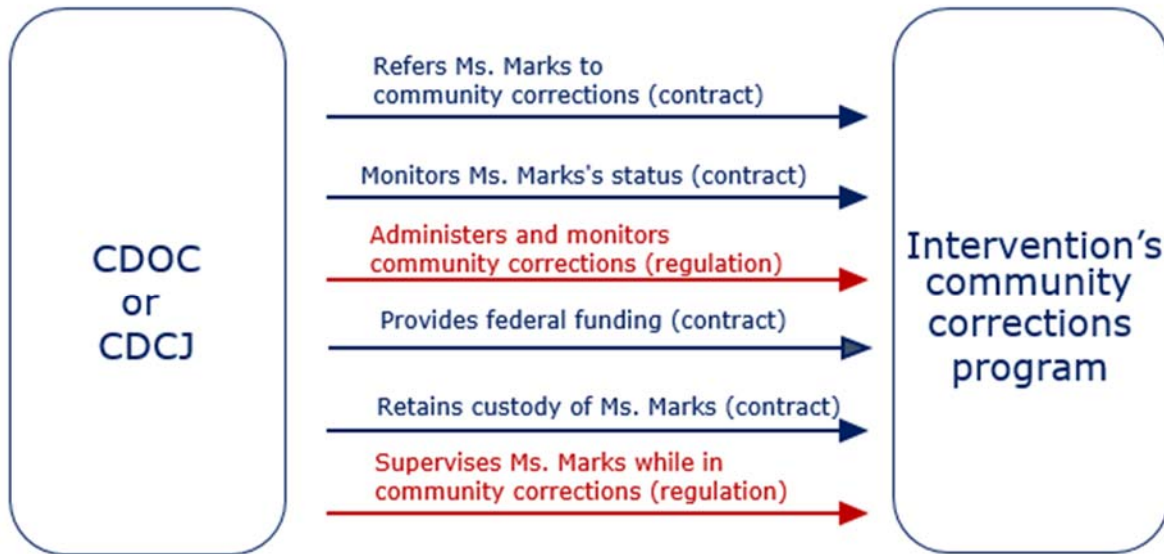 CDOC
or
CDCJ
Refers Ms. Marks to
community corrections (contract)
Monitors Ms. Marks's status (contract)
Administers and monitors
community corrections (regulation)
Provides federal funding (contract)
Retains custody of Ms. Marks (contract)
Supervises Ms. Marks while in
community corrections (regulation)
Intervention’s
community
corrections
program